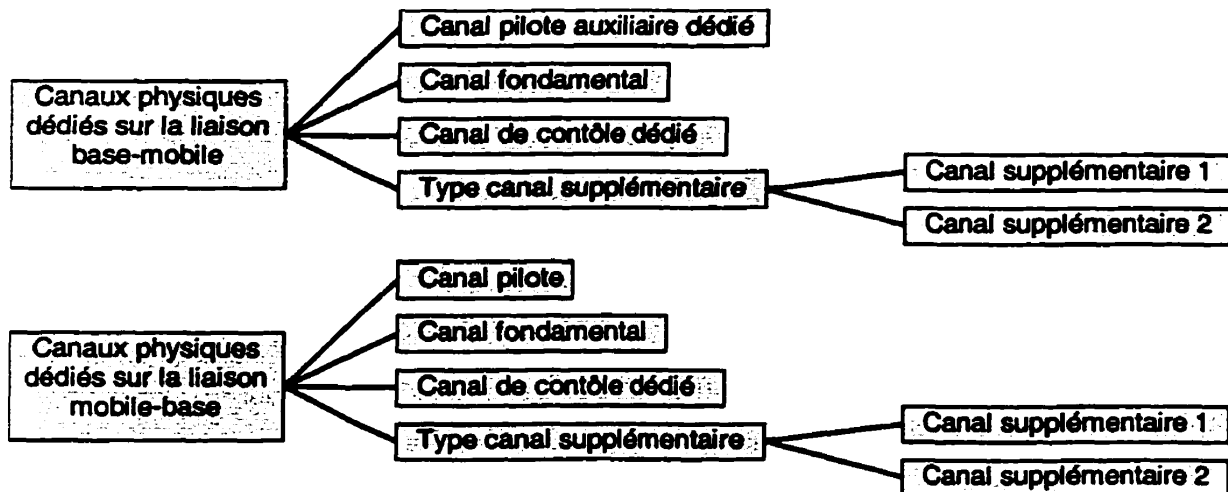 Canaux physiques
dédiés sur la liaison
base-mobile
Canal pilote auxiliaire dédié
Canal fondamental
Canal de contôle dédié
Type canal supplémentaire
Canal supplémentaire 1
Canal supplémentaire 2
Canaux physiques
dédiés sur la liaison
mobile-base
Canal pilote
Canal fondamental
Canal de contôle dédié
Type canal supplémentaire
Canal supplémentaire 1
Canal supplémentaire 2